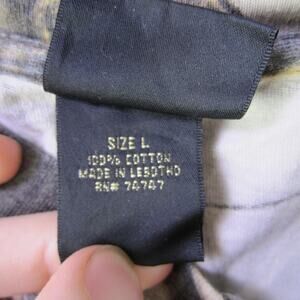 SIZE L
100% COTTON
MADE IN LESOTHO
RN# 74747